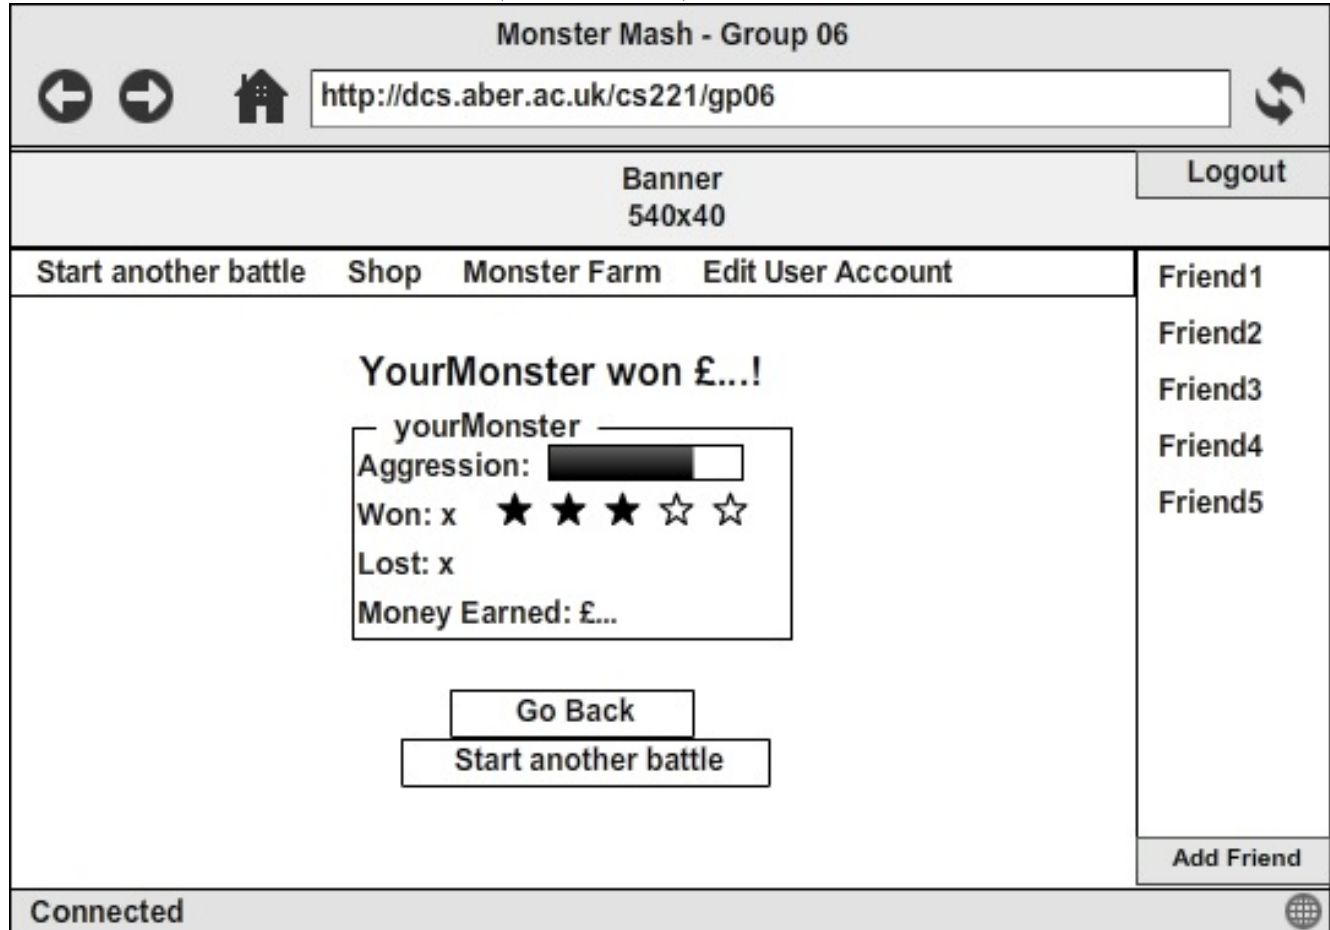 Monster Mash - Group 06
http://dcs.aber.ac.uk/cs221/gp06
Banner
540x40
Logout
Start another battle Shop Monster Farm Edit User Account
YourMonster won £...!
yourMonster
Aggression:
Won: x
Lost: x
Money Earned: £...
Go Back
Start another battle
Friend1
Friend2
Friend3
Friend4
Friend5
Add Friend
Connected